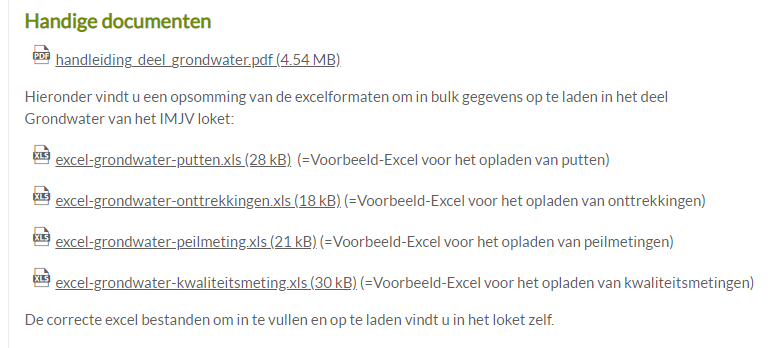 Handige documenten
PDF handleiding_deel_grondwater.pdf (4.54 MB)
Hieronder vindt u een opsomming van de excelformaten om in bulk gegevens op te laden in het deel
Grondwater van het IMJV loket:
XLS excel-grondwater-putten.xls (28 kB) (=Voorbeeld-Excel voor het opladen van putten)
XLS excel-grondwater-onttrekkingen.xls (18 kB) (=Voorbeeld-Excel voor het opladen van onttrekkingen)
XLS excel-grondwater-peilmeting.xls (21 kB) (=Voorbeeld-Excel voor het opladen van peilmetingen)
XLS excel-grondwater-kwaliteitsmeting.xls (30 kB) (=Voorbeeld-Excel voor het opladen van kwaliteitsmetingen)
De correcte excel bestanden om in te vullen en op te laden vindt u in het loket zelf.